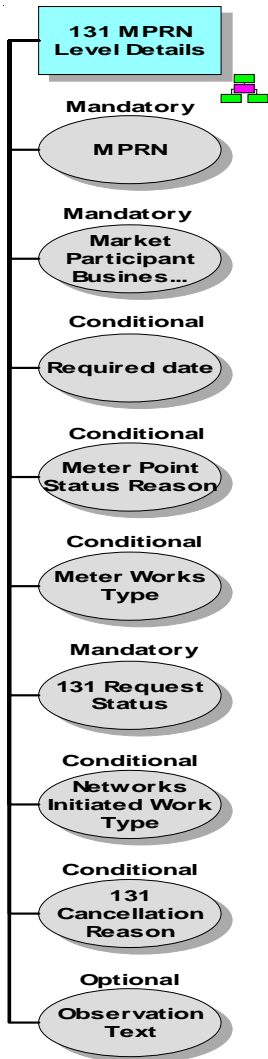 131 MPRN
Level Details
Mandatory
MPRN
Mandatory
Market
Participant
Busines...
Conditional
Required date
Conditional
Meter Point
Status Reason
Conditional
Meter Works
Type
Mandatory
131 Request
Status
Conditional
Networks
Initiated Work
Type
Conditional
131
Cancellation
Reason
Optional
Observation
Text